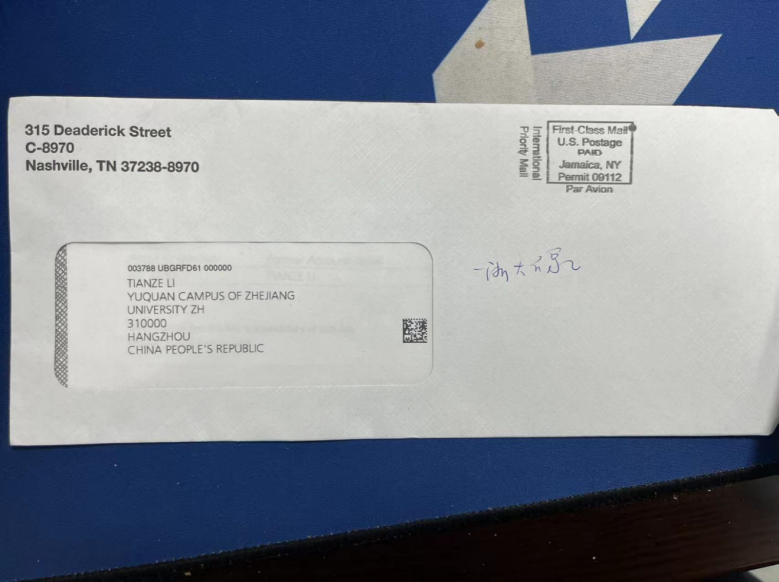 315 Deaderick Street
C-8970
Nashville, TN 37238-8970
International
Priority Mail
First-Class Mail
U.S. Postage
PAID
Jamaica, NY
Permit 09112
Par Avion
003788 UBGRFD61 000000
TIANZE LI
YUQUAN CAMPUS OF ZHEJIANG
UNIVERSITY ZH
310000
HANGZHOU
CHINA PEOPLE'S REPUBLIC
浙大